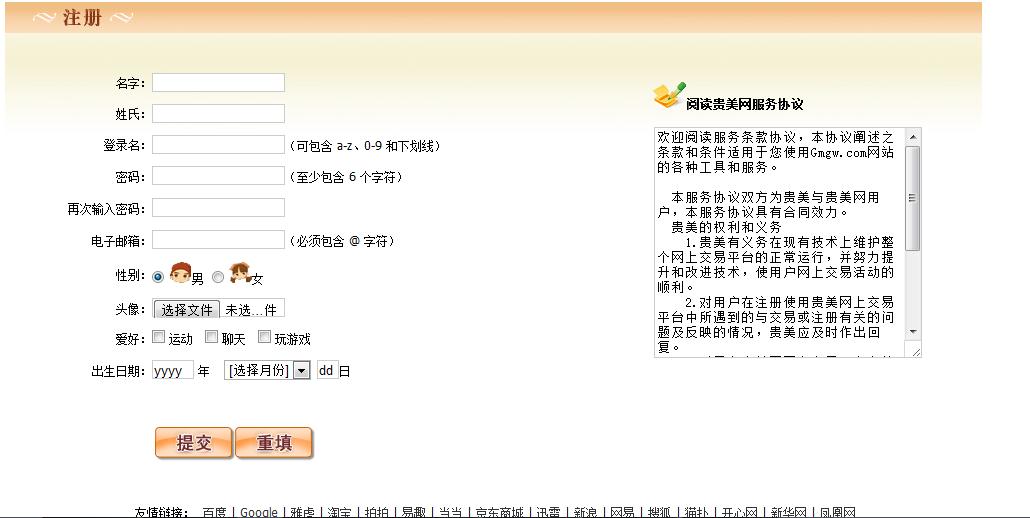 注册
名字：
姓氏：
登录名：（可包含 a-z、0-9 和下划线）
密码：（至少包含 6 个字符）
再次输入密码：
电子邮箱：（必须包含 @ 字符）
性别：男 女
头像：选择文件 未选...件
爱好：运动 聊天 玩游戏
出生日期：yyyy 年 [选择月份] dd日
提交 重填
阅读贵美网服务协议
欢迎阅读服务条款协议，本协议阐述之
条款和条件适用于您使用Gmgw.com网站
的各种工具和服务。
本服务协议双方为贵美与贵美网用
户，本服务协议具有合同效力。
贵美的权利和义务
1.贵美有义务在现有技术上维护整
个网上交易平台的正常运行，并努力提
升和改进技术，使用户网上交易活动的
顺利。
2.对用户在注册使用贵美网上交易
平台中所遇到的与交易或注册有关的问
题及反映的情况，贵美应及时作出回
复。
友情链接： 百度 | Google | 雅虎 | 淘宝 | 拍拍 | 易趣 | 当当 | 京东商城 | 迅雷 | 新浪 | 网易 | 搜狐 | 猫扑 | 开心网 | 新华网 | 凤凰网